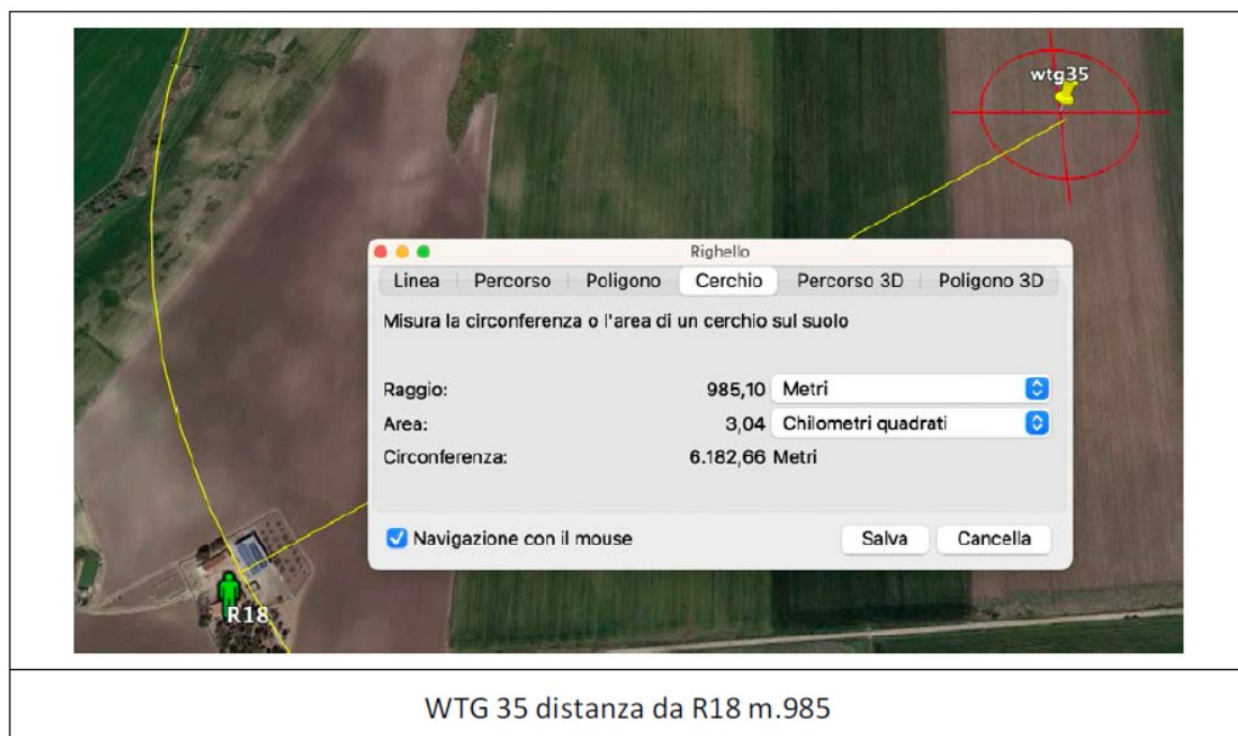 wtg35
Righello
Linea Percorso Poligono Cerchio Percorso 3D Poligono 3D
Misura la circonferenza o l'area di un cerchio sul suolo
Raggio: 985,10 Metri
Area: 3,04 Chilometri quadrati
Circonferenza: 6.182,66 Metri
Navigazione con il mouse Salva Cancella
R18
WTG 35 distanza da R18 m.985